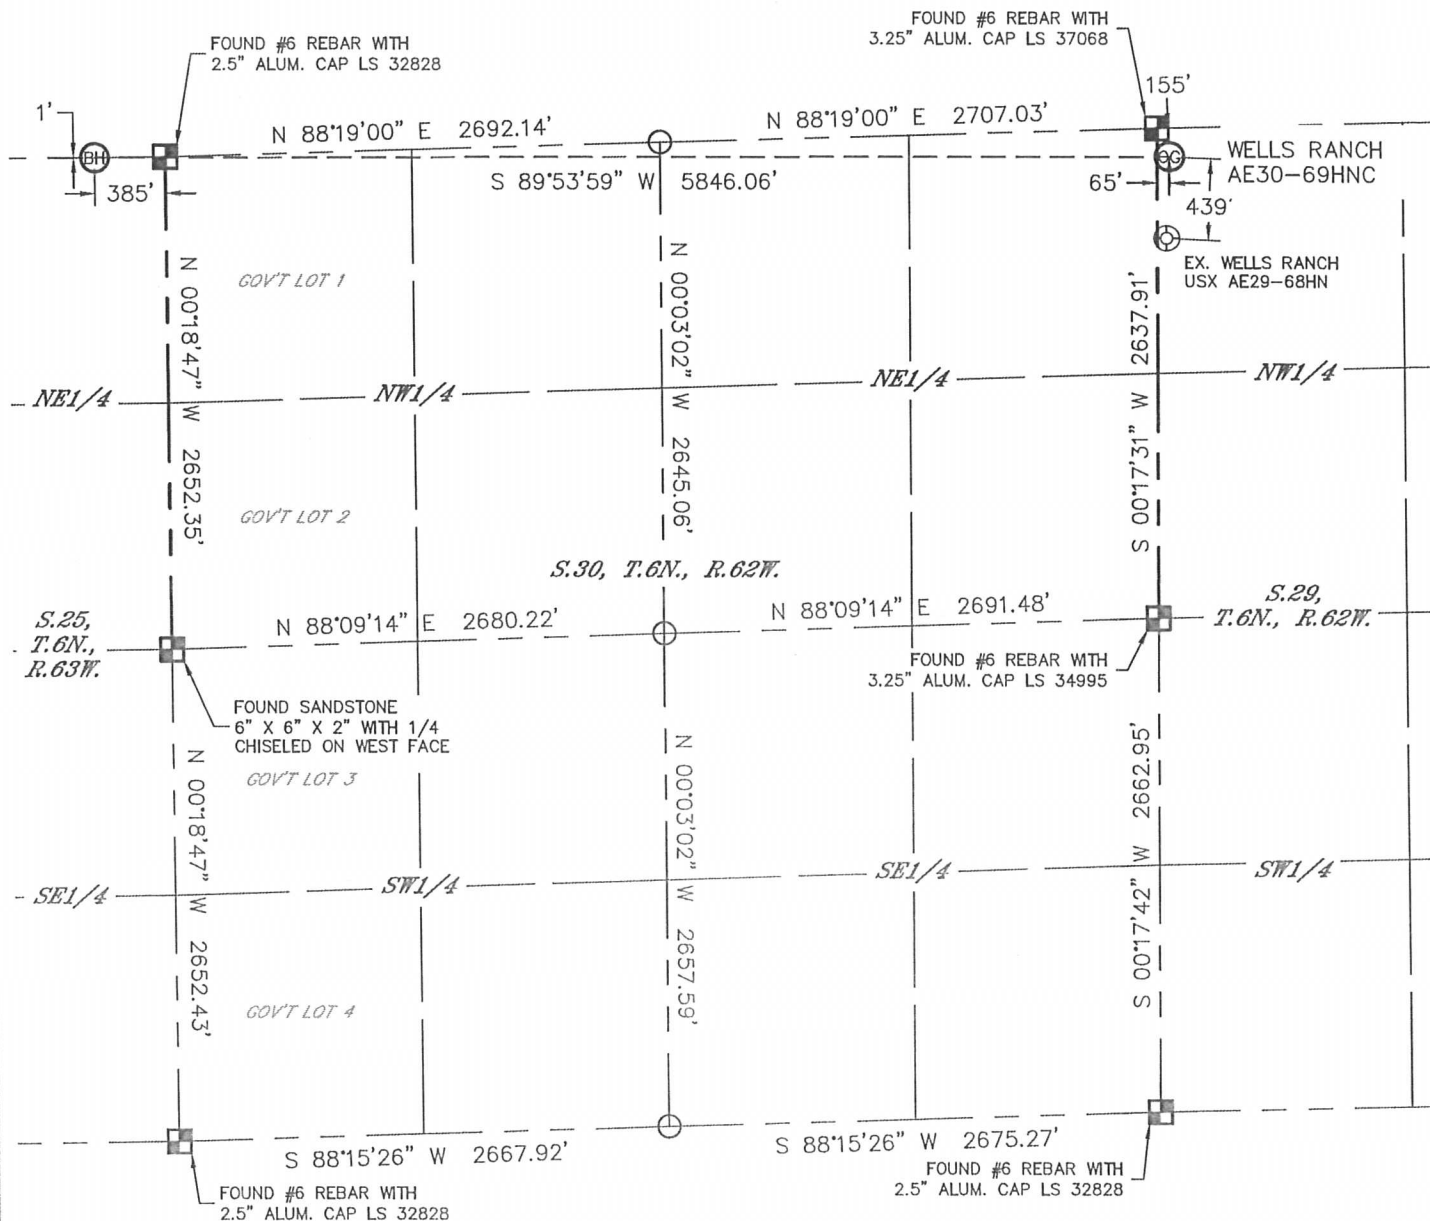 FOUND #6 REBAR WITH
3.25" ALUM. CAP LS 37068
FOUND #6 REBAR WITH
2.5" ALUM. CAP LS 32828
155'
1'
N 88°19'00" E 2692.14'
N 88°19'00" E 2707.03'
BH
OG
WELLS RANCH
AE30-69HNC
S 89°53'59" W 5846.06'
385'
65'
439'
EX. WELLS RANCH
USX AE29-68HN
GOV'T LOT 1
N 00°18'47" W 2652.35'
N 00°03'02" W 2645.06'
S 00°17'31" W 2637.91'
NE1/4
NW1/4
NE1/4
NW1/4
GOV'T LOT 2
S.30, T.6N., R.62W.
S.25,
T.6N.,
R.63W.
N 88°09'14" E 2680.22'
N 88°09'14" E 2691.48'
S.29,
T.6N., R.62W.
FOUND #6 REBAR WITH
3.25" ALUM. CAP LS 34995
FOUND SANDSTONE
6" X 6" X 2" WITH 1/4
CHISELED ON WEST FACE
GOV'T LOT 3
N 00°18'47" W 2652.43'
N 00°03'02" W 2657.59'
S 00°17'42" W 2662.95'
SE1/4
SW1/4
SE1/4
SW1/4
GOV'T LOT 4
S 88°15'26" W 2667.92'
S 88°15'26" W 2675.27'
FOUND #6 REBAR WITH
2.5" ALUM. CAP LS 32828
FOUND #6 REBAR WITH
2.5" ALUM. CAP LS 32828